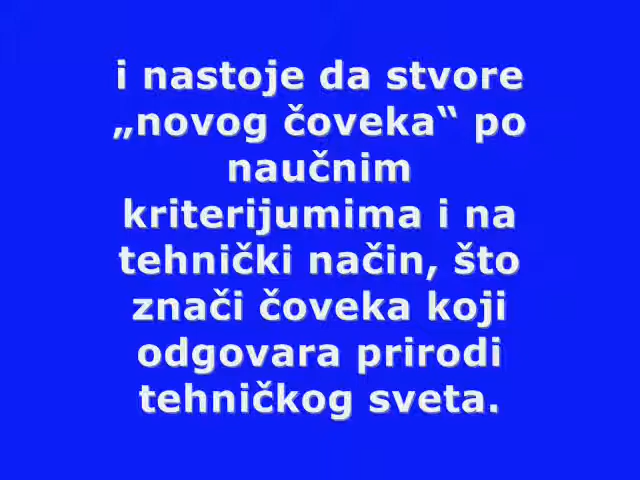 i nastoje da stvore
„novog čoveka“ po
naučnim
kriterijumima i na
tehnički način, što
znači čoveka koji
odgovara prirodi
tehničkog sveta.